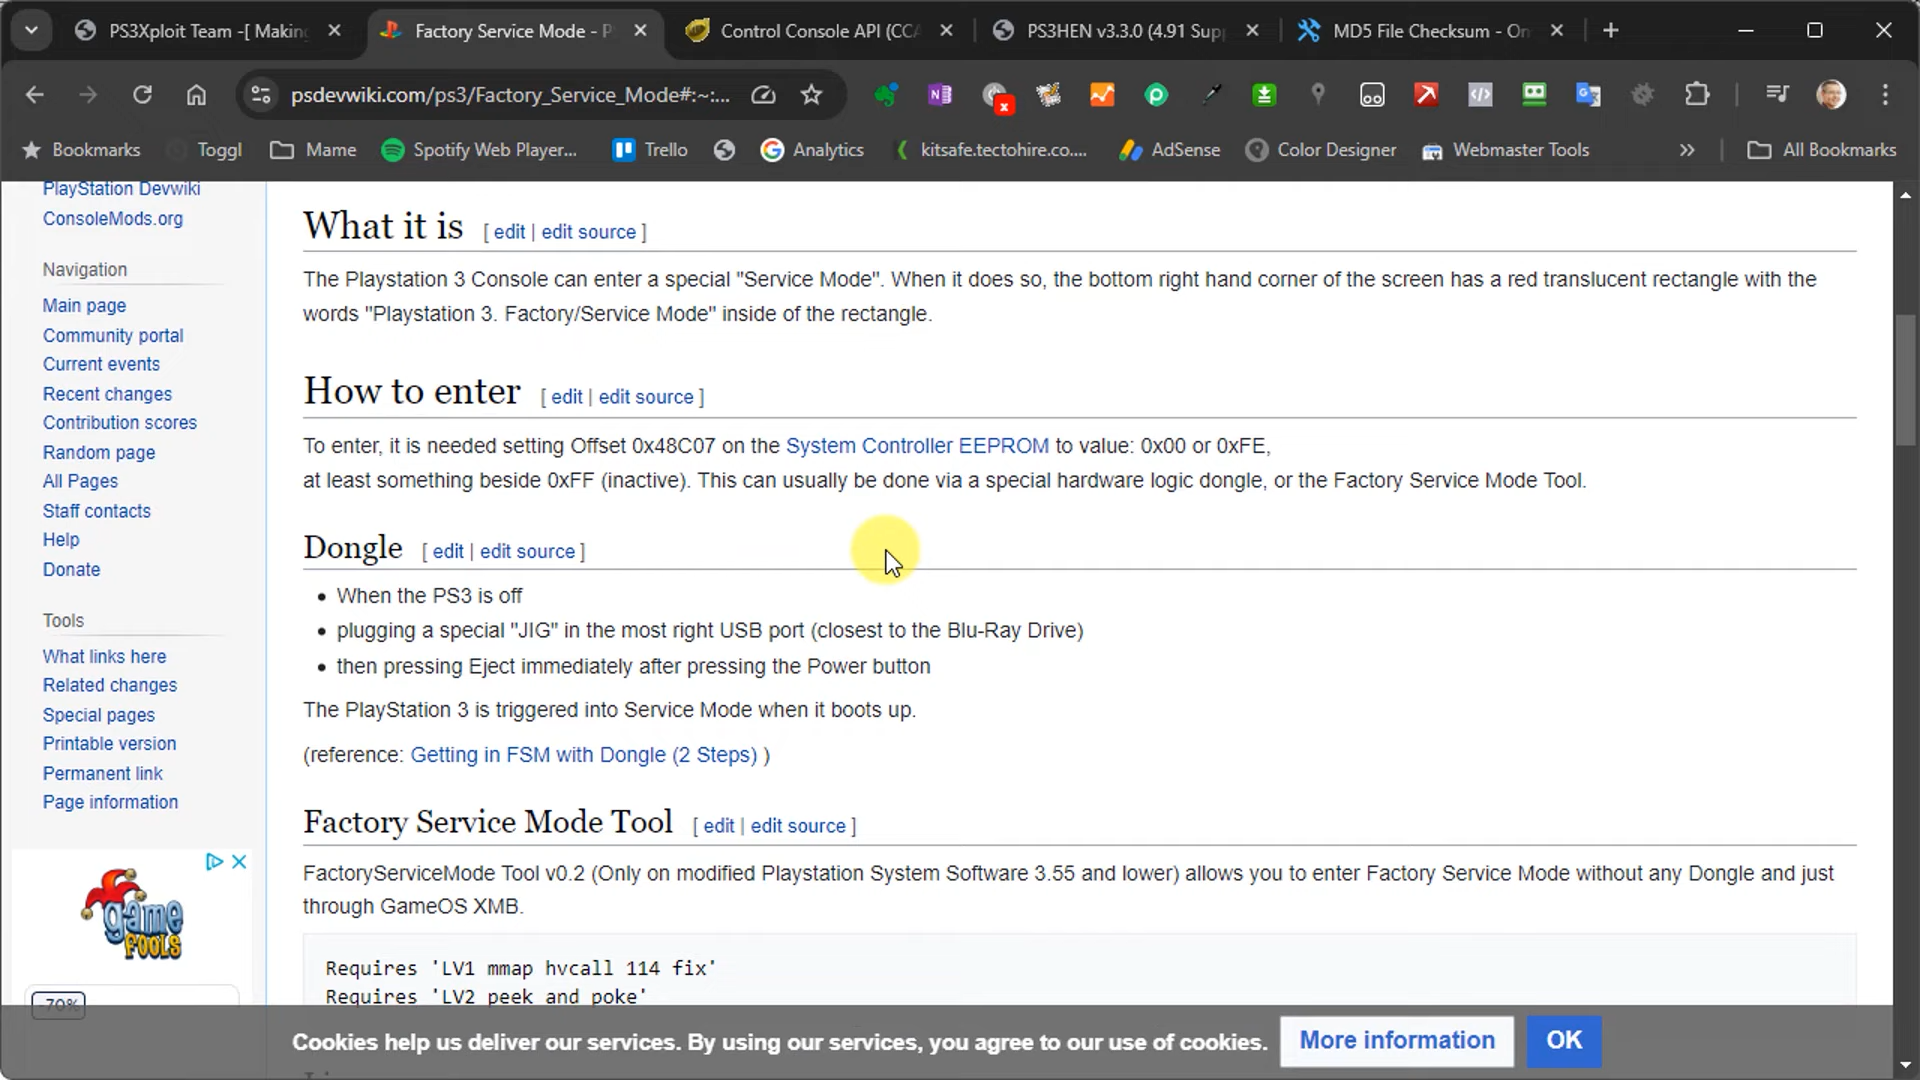 PS3Xploit Team -[ Making
Factory Service Mode - P
Control Console API (CCA
PS3HEN v3.3.0 (4.91 Supp
MD5 File Checksum - On
psdevwiki.com/ps3/Factory_Service_Mode#:~:...
Bookmarks
Toggl
Mame
Spotify Web Player...
Trello
Analytics
kitsafe.tectohire.co....
AdSense
Color Designer
Webmaster Tools
»
All Bookmarks
PlayStation Devwiki
ConsoleMods.org
Navigation
Main page
Community portal
Current events
Recent changes
Contribution scores
Random page
All Pages
Staff contacts
Help
Donate
Tools
What links here
Related changes
Special pages
Printable version
Permanent link
Page information
game
FOOLS
-70%
What it is [ edit | edit source ]
The Playstation 3 Console can enter a special "Service Mode". When it does so, the bottom right hand corner of the screen has a red translucent rectangle with the
words "Playstation 3. Factory/Service Mode" inside of the rectangle.
How to enter [ edit | edit source ]
To enter, it is needed setting Offset 0x48C07 on the System Controller EEPROM to value: 0x00 or 0xFE,
at least something beside 0xFF (inactive). This can usually be done via a special hardware logic dongle, or the Factory Service Mode Tool.
Dongle [ edit | edit source ]
• When the PS3 is off
• plugging a special "JIG" in the most right USB port (closest to the Blu-Ray Drive)
• then pressing Eject immediately after pressing the Power button
The PlayStation 3 is triggered into Service Mode when it boots up.
(reference: Getting in FSM with Dongle (2 Steps) )
Factory Service Mode Tool [ edit | edit source ]
FactoryServiceMode Tool v0.2 (Only on modified Playstation System Software 3.55 and lower) allows you to enter Factory Service Mode without any Dongle and just
through GameOS XMB.
Requires 'LV1 mmap hvcall 114 fix'
Requires 'LV2 peek and poke'
Cookies help us deliver our services. By using our services, you agree to our use of cookies.
More information
OK